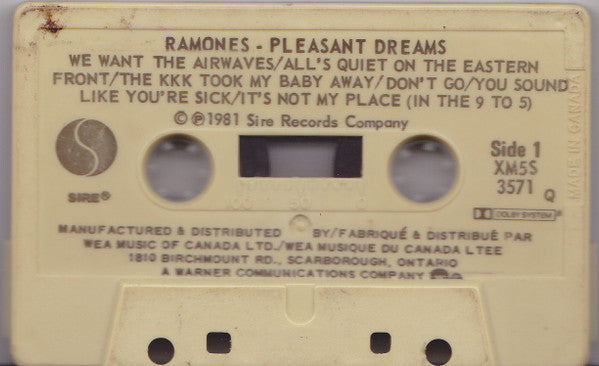 RAMONES - PLEASANT DREAMS
WE WANT THE AIRWAVES/ALL'S QUIET ON THE EASTERN
FRONT/THE KKK TOOK MY BABY AWAY/DON'T GO/YOU SOUND
LIKE YOU'RE SICK/IT'S NOT MY PLACE (IN THE 9 TO 5)
© ℗ 1981 Sire Records Company
S
SIRE®
Side 1
XM5S
3571 Q
100 50 0
DOLBY SYSTEM®
MADE IN CANADA
MANUFACTURED & DISTRIBUTED BY/FABRIQUÉ & DISTRIBUÉ PAR
WEA MUSIC OF CANADA LTD./WEA MUSIQUE DU CANADA LTEE
1810 BIRCHMOUNT RD., SCARBOROUGH, ONTARIO
A WARNER COMMUNICATIONS COMPANY